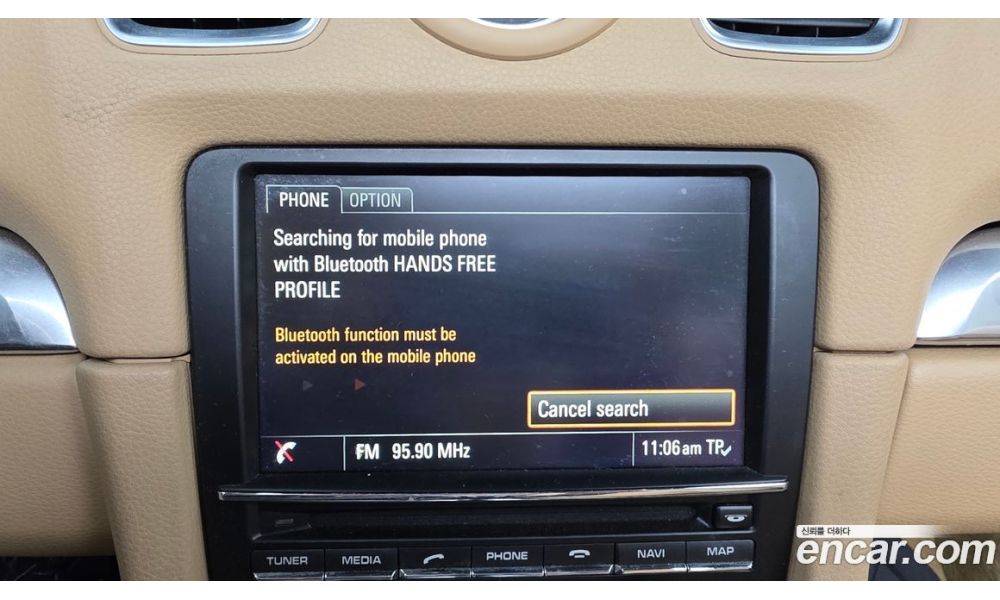 PHONE OPTION
Searching for mobile phone
with Bluetooth HANDS FREE
PROFILE
Bluetooth function must be
activated on the mobile phone
Cancel search
FM 95.90 MHz 11:06 am TP
TUNER MEDIA PHONE NAVI MAP
신뢰를 더하다
encar.com